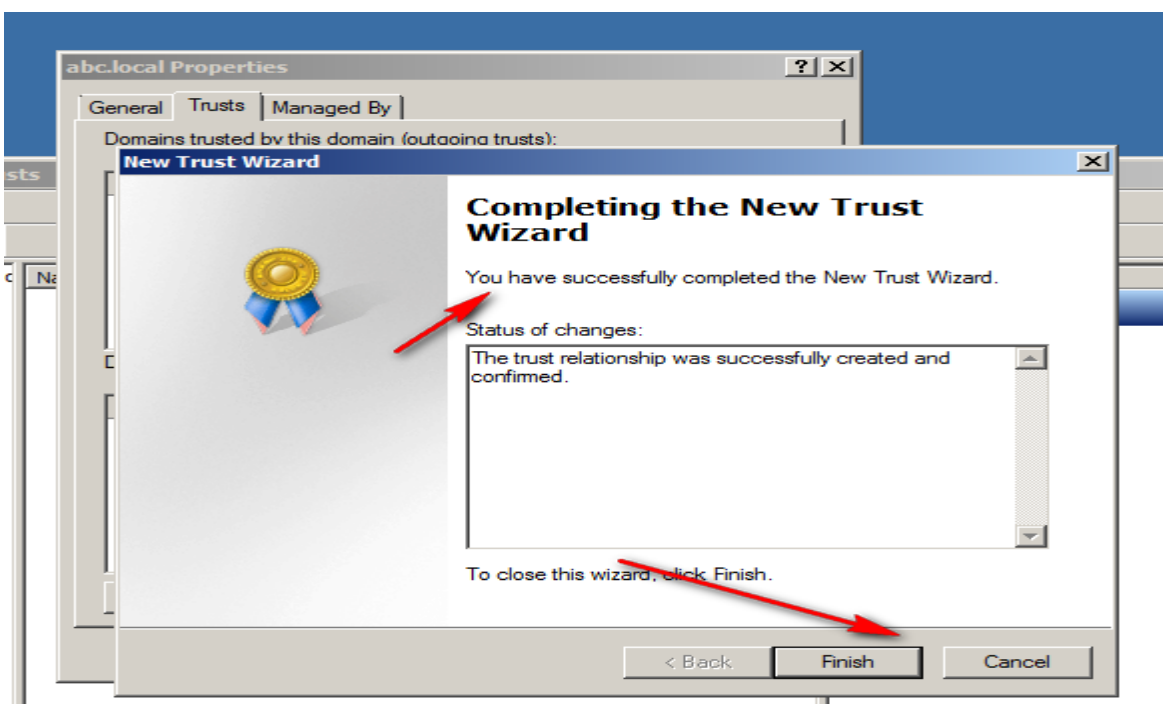 abc.local Properties
General Trusts Managed By
Domains trusted by this domain (outgoing trusts):
New Trust Wizard
Completing the New Trust
Wizard
You have successfully completed the New Trust Wizard.
Status of changes:
The trust relationship was successfully created and
confirmed.
To close this wizard, click Finish.
< Back Finish Cancel